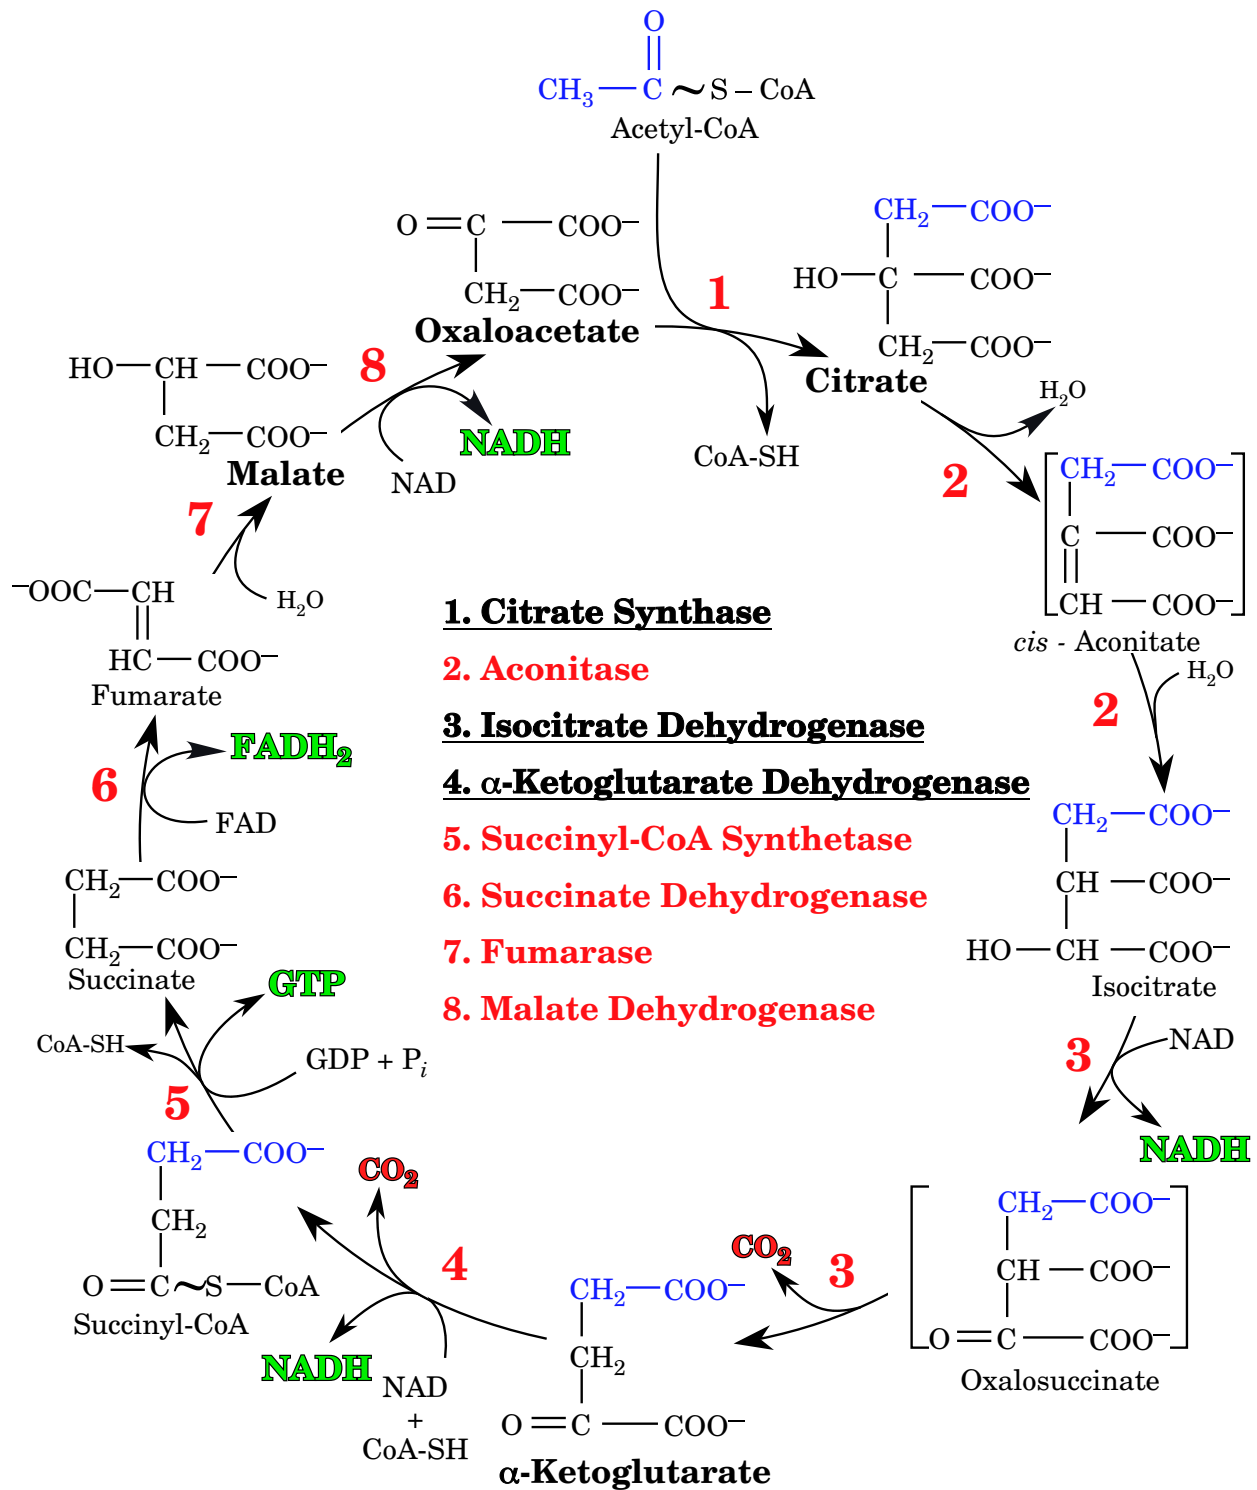 O
CH₃ — C ~ S – CoA
Acetyl-CoA
O = C — COO⁻
CH₂ — COO⁻
Oxaloacetate
1
CH₂ — COO⁻
HO — C — COO⁻
CH₂ — COO⁻
Citrate
HO — CH — COO⁻
CH₂ — COO⁻
Malate
8
NAD
NADH
CoA-SH
H₂O
2
CH₂ — COO⁻
C — COO⁻
CH — COO⁻
cis - Aconitate
7
H₂O
⁻OOC — CH
HC — COO⁻
Fumarate
1. Citrate Synthase
2. Aconitase
3. Isocitrate Dehydrogenase
4. α-Ketoglutarate Dehydrogenase
5. Succinyl-CoA Synthetase
6. Succinate Dehydrogenase
7. Fumarase
8. Malate Dehydrogenase
2
H₂O
FADH₂
6
FAD
CH₂ — COO⁻
CH₂ — COO⁻
Succinate
CH₂ — COO⁻
CH — COO⁻
HO — CH — COO⁻
Isocitrate
GTP
CoA-SH
GDP + Pᵢ
5
3
NAD
NADH
CH₂ — COO⁻
CH₂
O = C ~ S — CoA
Succinyl-CoA
CO₂
4
NADH
NAD
+
CoA-SH
CO₂
3
CH₂ — COO⁻
CH₂
O = C — COO⁻
α-Ketoglutarate
CH₂ — COO⁻
CH — COO⁻
O = C — COO⁻
Oxalosuccinate